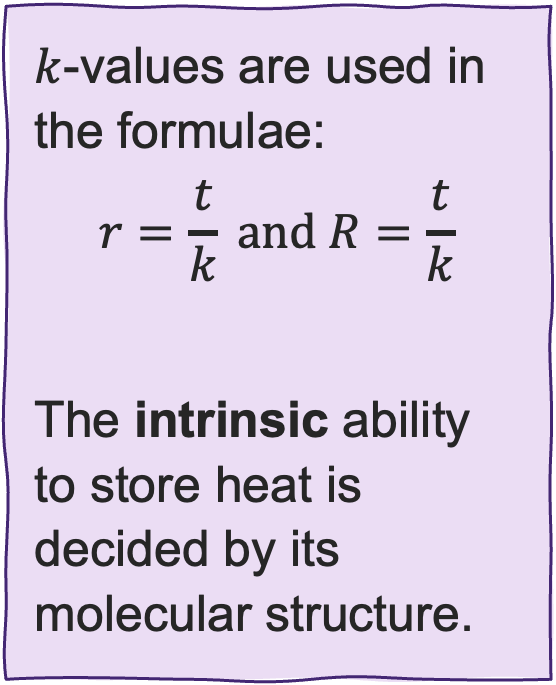 k-values are used in
the formulae:
r = t/k and R = t/k
The intrinsic ability
to store heat is
decided by its
molecular structure.